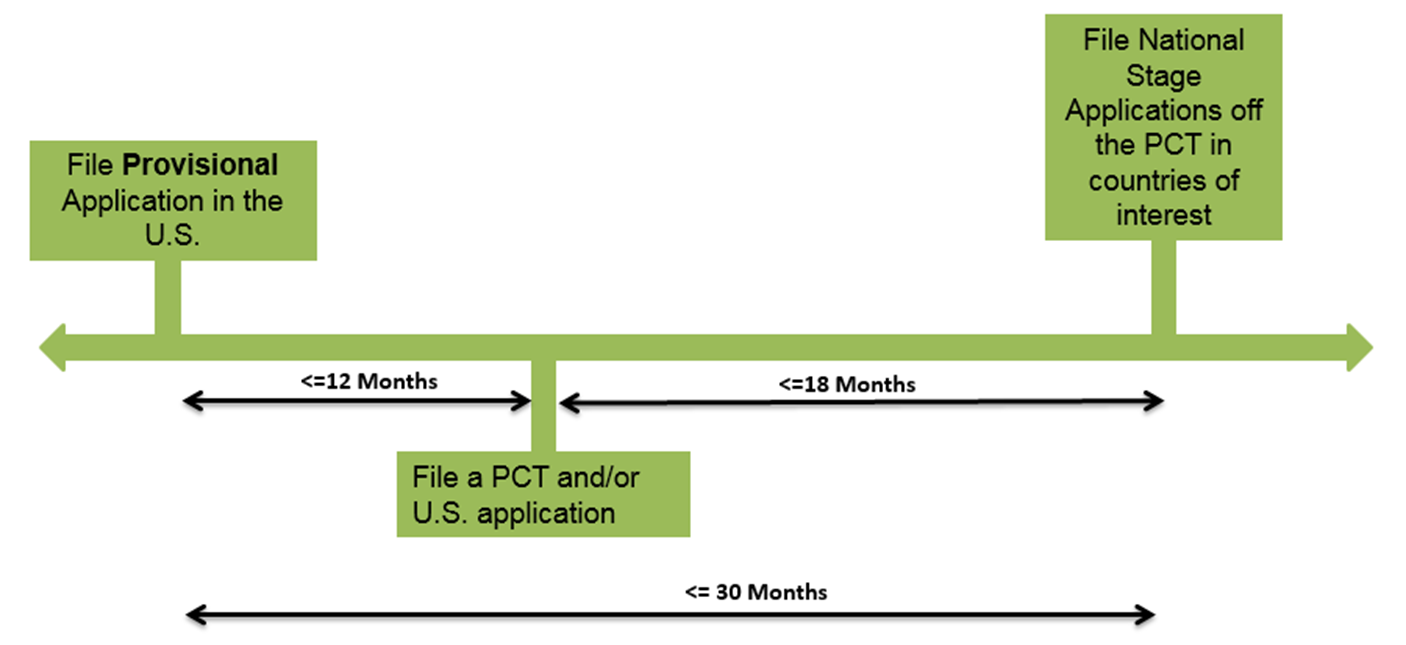 File National
Stage
Applications off
the PCT in
countries of
interest
File Provisional
Application in the
U.S.
<=12 Months
<=18 Months
File a PCT and/or
U.S. application
<= 30 Months